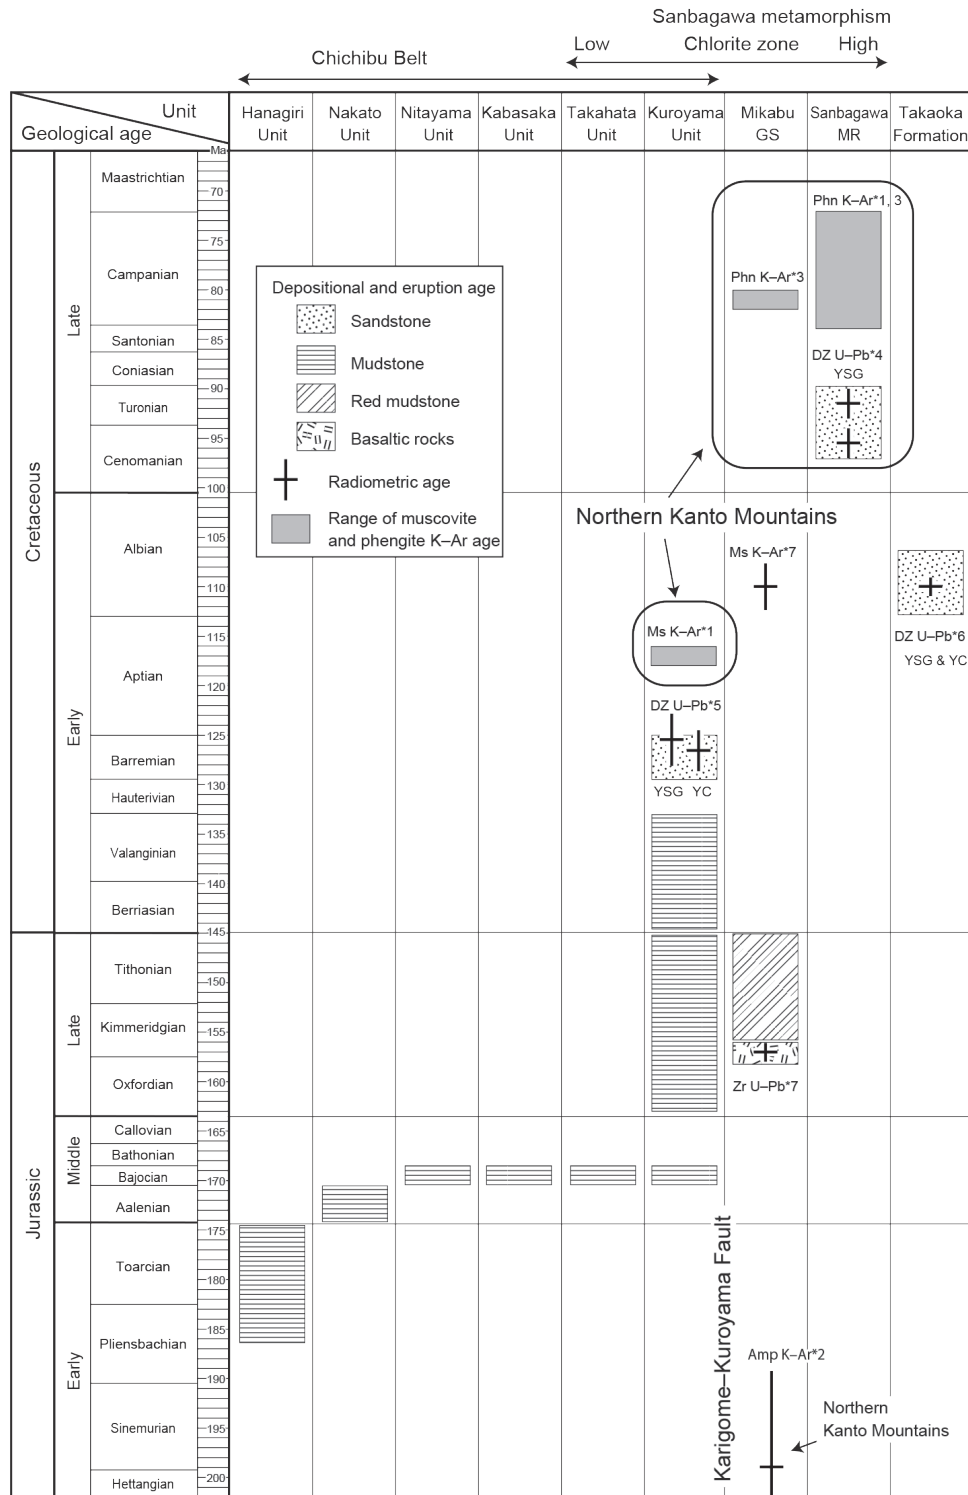 Sanbagawa metamorphism
Low Chlorite zone High
Chichibu Belt
Unit
Geological age
Hanagiri Unit
Nakato Unit
Nitayama Unit
Kabasaka Unit
Takahata Unit
Kuroyama Unit
Mikabu GS
Sanbagawa MR
Takaoka Formation
Ma
Cretaceous
Late
Maastrichtian
Campanian
Santonian
Coniasian
Turonian
Cenomanian
Early
Albian
Aptian
Barremian
Hauterivian
Valanginian
Berriasian
Jurassic
Late
Tithonian
Kimmeridgian
Oxfordian
Middle
Callovian
Bathonian
Bajocian
Aalenian
Early
Toarcian
Pliensbachian
Sinemurian
Hettangian
70
75
80
85
90
95
100
105
110
115
120
125
130
135
140
145
150
155
160
165
170
175
180
185
190
195
200
Depositional and eruption age
Sandstone
Mudstone
Red mudstone
Basaltic rocks
Radiometric age
Range of muscovite
and phengite K–Ar age
Phn K–Ar*1, 3
Phn K–Ar*3
DZ U–Pb*4
YSG
Northern Kanto Mountains
Ms K–Ar*7
Ms K–Ar*1
DZ U–Pb*6
YSG & YC
DZ U–Pb*5
YSG YC
Zr U–Pb*7
Karigome–Kuroyama Fault
Amp K–Ar*2
Northern
Kanto Mountains